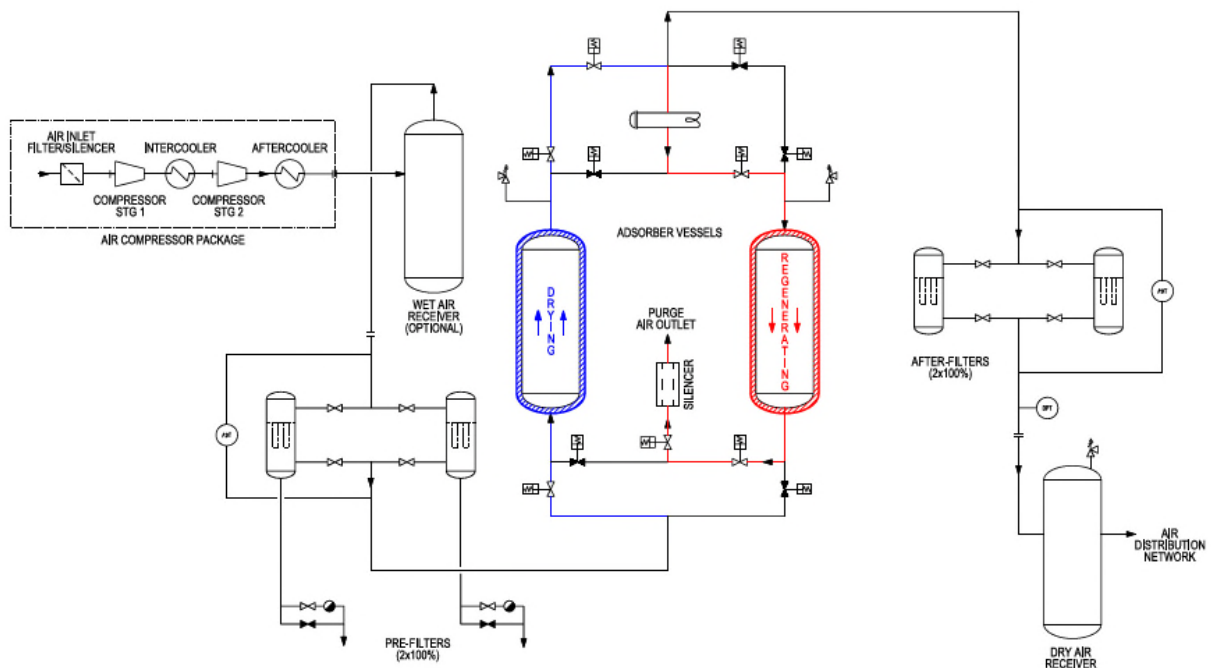 AIR INLET
FILTER/SILENCER
INTERCOOLER
AFTERCOOLER
COMPRESSOR
STG 1
COMPRESSOR
STG 2
AIR COMPRESSOR PACKAGE
WET AIR
RECEIVER
(OPTIONAL)
PRE-FILTERS
(2x100%)
ADSORBER VESSELS
DRYING
REGENERATING
PURGE
AIR OUTLET
SILENCER
AFTER-FILTERS
(2x100%)
DPT
AIR
DISTRIBUTION
NETWORK
DRY AIR
RECEIVER